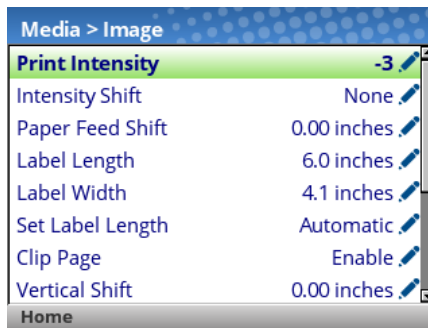 Media > Image
Print Intensity -3
Intensity Shift None
Paper Feed Shift 0.00 inches
Label Length 6.0 inches
Label Width 4.1 inches
Set Label Length Automatic
Clip Page Enable
Vertical Shift 0.00 inches
Home